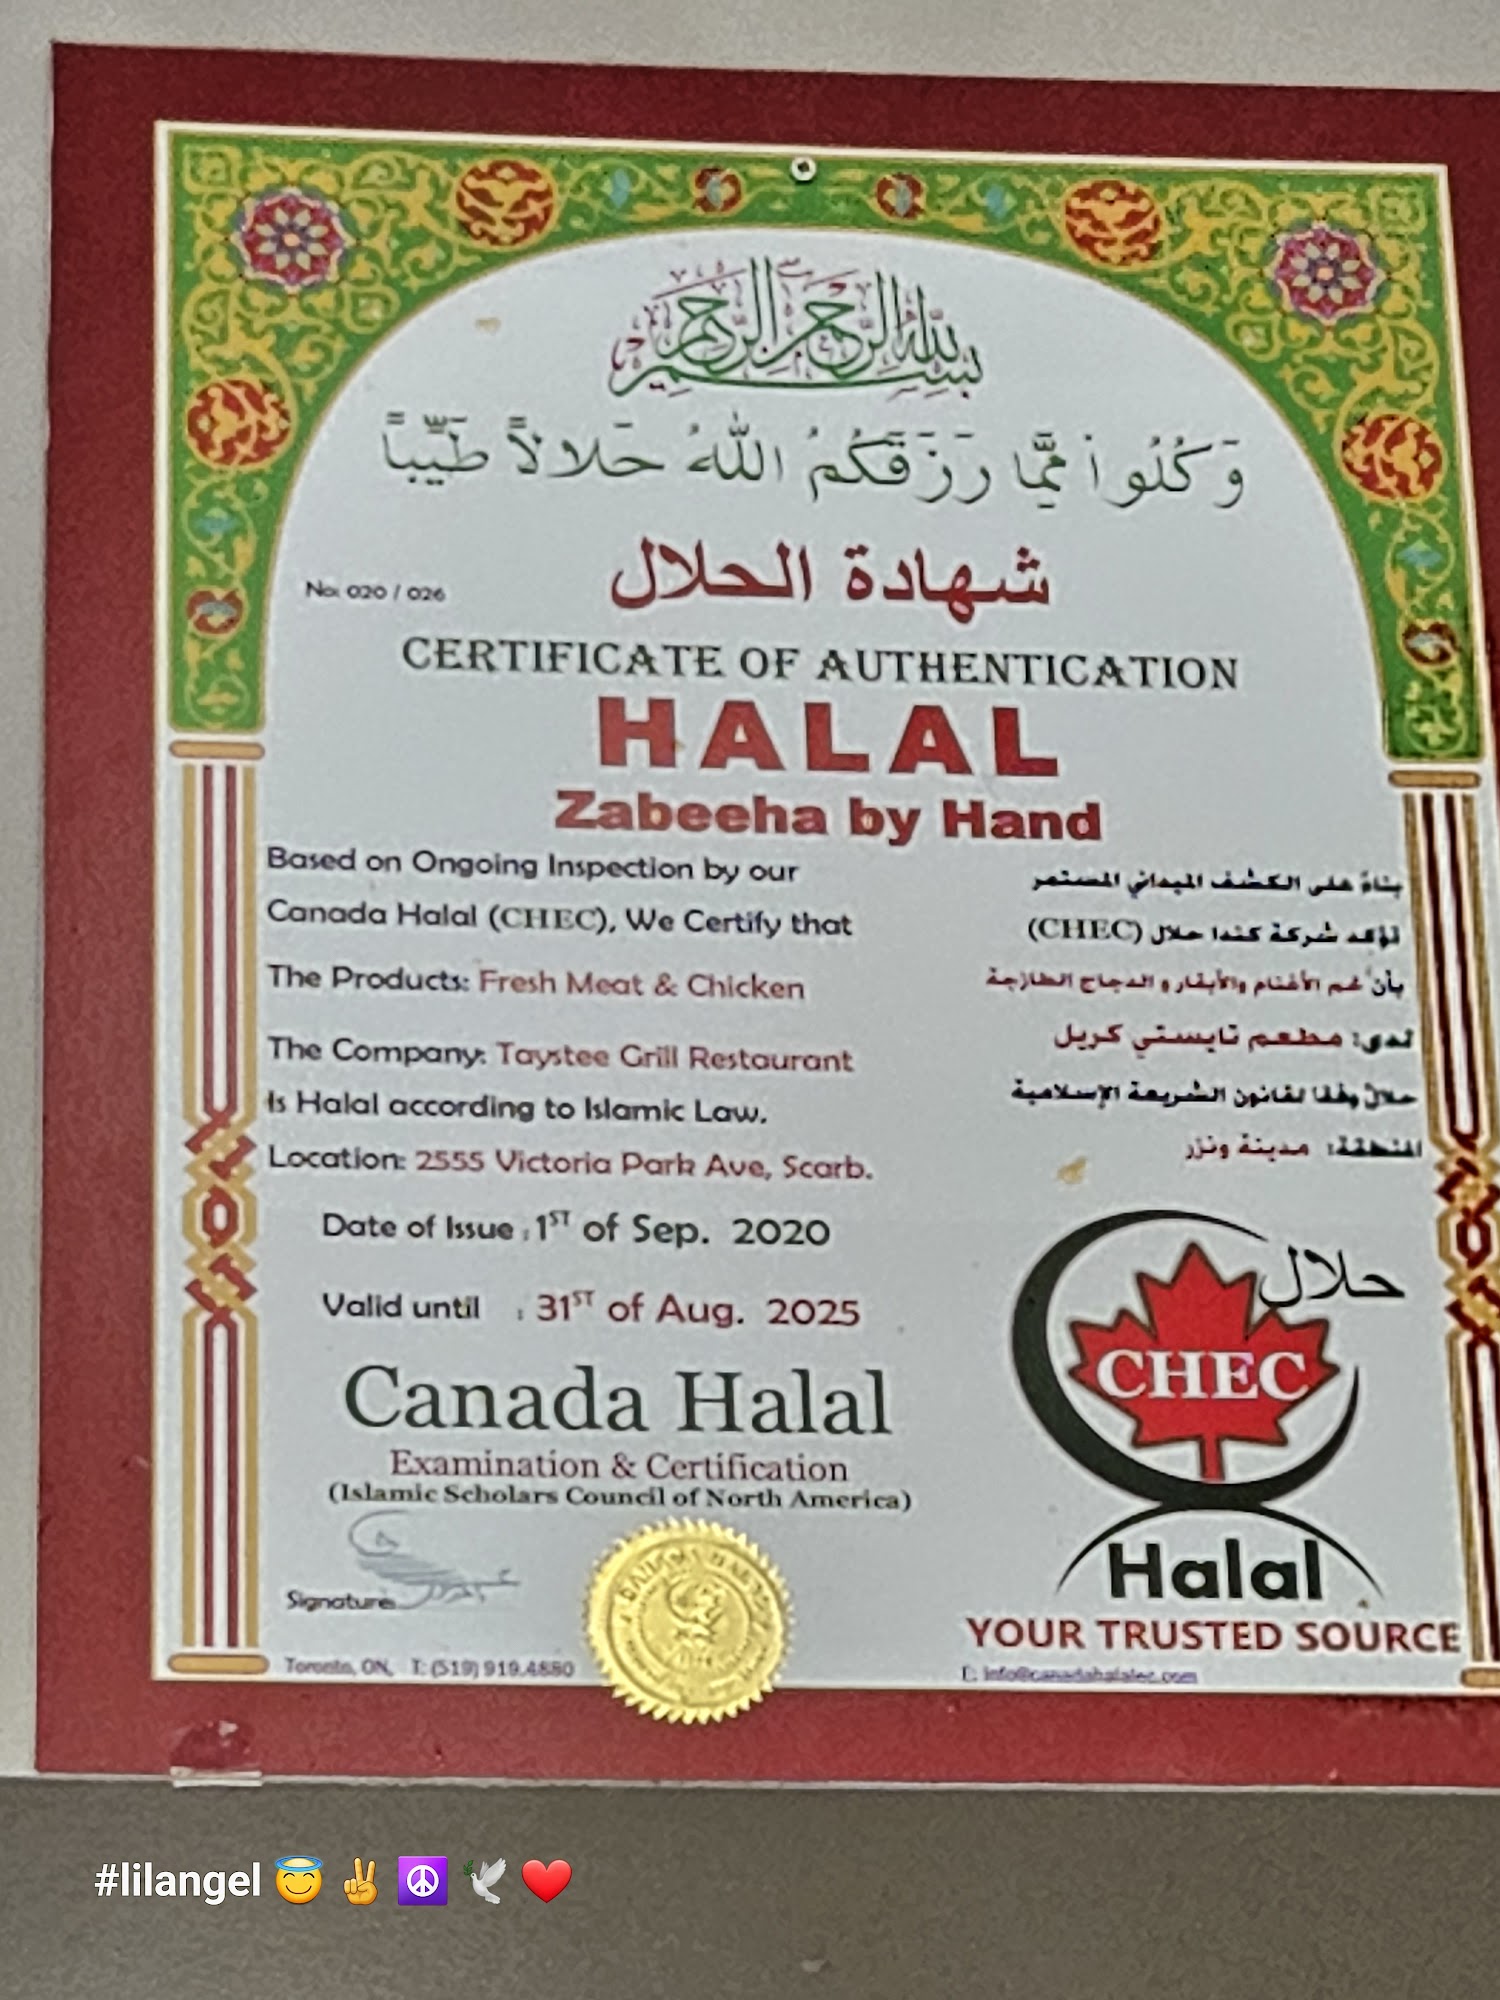 بسم الله الرحمن الرحيم
وَكُلُوا۟ مِمَّا رَزَقَكُمُ اللهُ حَلالاً طَيِّباً
شهادة الحلال
No: 020 / 026
CERTIFICATE OF AUTHENTICATION
HALAL
Zabeeha by Hand
Based on Ongoing Inspection by our
Canada Halal (CHEC), We Certify that
The Products: Fresh Meat & Chicken
The Company: Taystee Grill Restaurant
Is Halal according to Islamic Law.
Location: 2555 Victoria Park Ave, Scarb.
بناءً على الكشف الميداني المستمر
تؤكد شركة كندا حلال (CHEC)
بأن لحم الأغنام والأبقار و الدجاج الطازجة
لدى: مطعم تايستي كريل
حلالٌ وفقا لقانون الشريعة الإسلامية
المنطقة: مدينة ونزر
Date of Issue : 1ST of Sep. 2020
Valid until : 31ST of Aug. 2025
Canada Halal
Examination & Certification
(Islamic Scholars Council of North America)
Signature:
Toronto, ON, T: (519) 919.4880
حلال
CHEC
Halal
YOUR TRUSTED SOURCE
E: info@canadahalalec.com
#lilangel 😇 ✌️ ☮️ 🕊️ ❤️